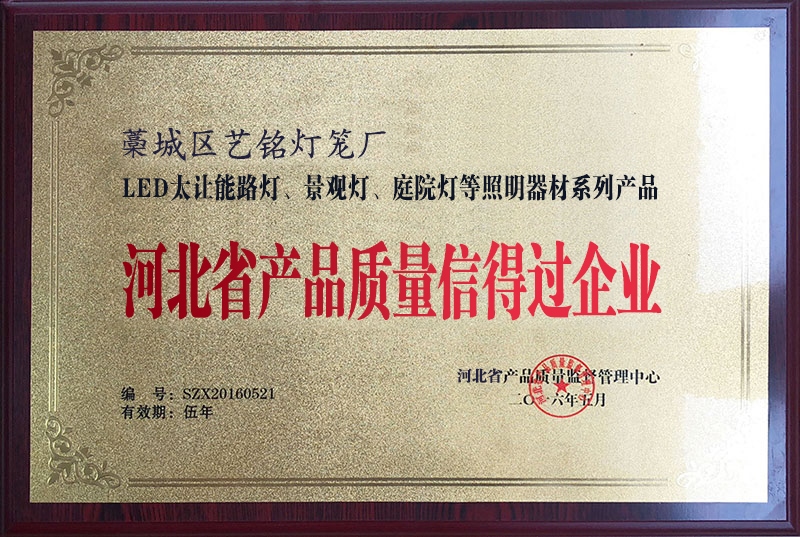 藁城区艺铭灯笼厂
LED太让能路灯、景观灯、庭院灯等照明器材系列产品
河北省产品质量信得过企业
编 号：SZX20160521
有效期：伍年
河北省产品质量监督管理中心
二〇一六年五月